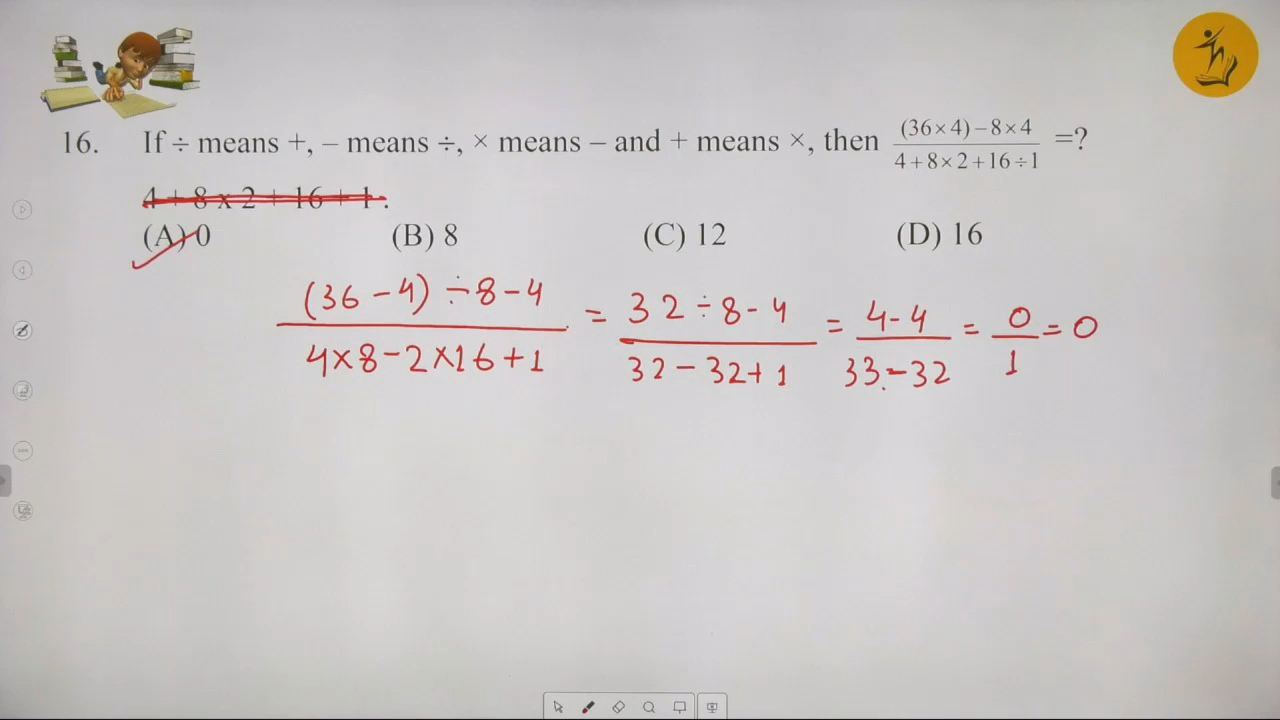 16. If ÷ means +, – means ÷, × means – and + means ×, then (36×4)–8×4 / 4+8×2+16÷1 =?
4 + 8 x 2 + 16 + 1 .
(A) 0 (B) 8 (C) 12 (D) 16
(36 – 4) ÷ 8 – 4 / 4×8–2×16+1 = 32 ÷ 8 – 4 / 32 – 32 + 1 = 4 – 4 / 33 – 32 = 0 / 1 = 0